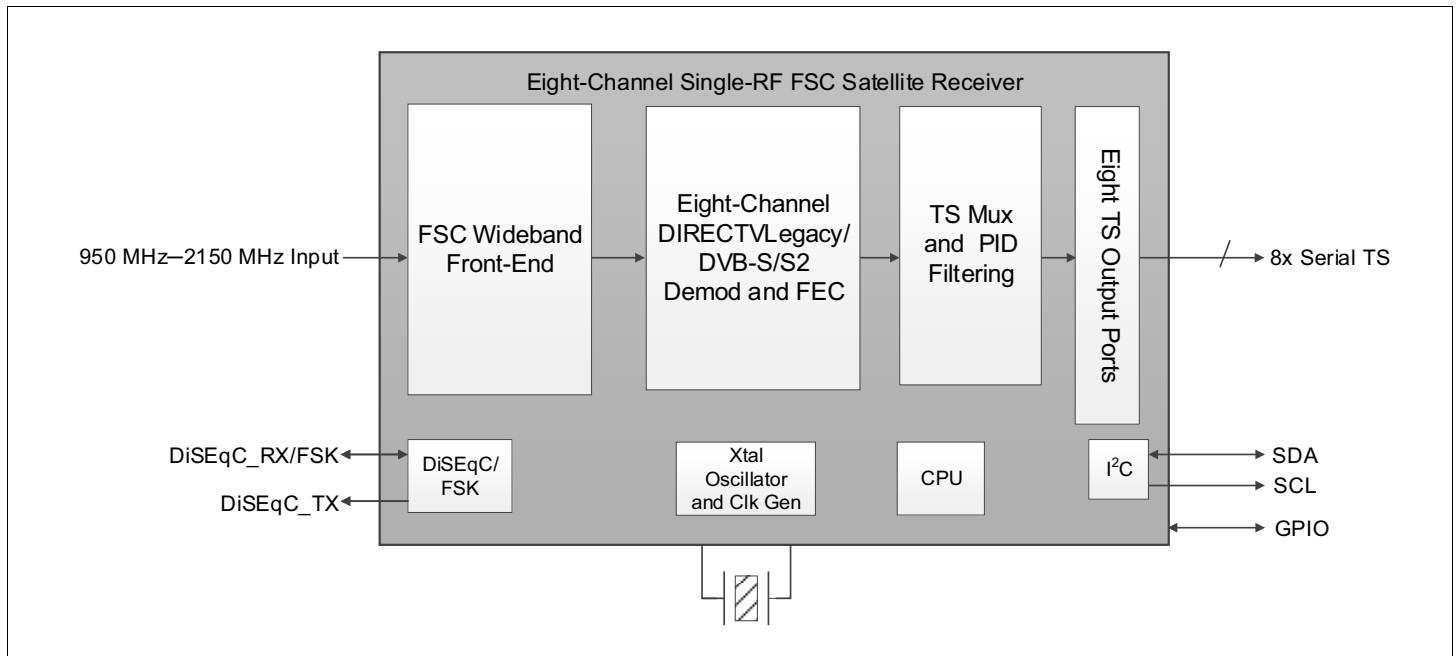 Eight-Channel Single-RF FSC Satellite Receiver
950 MHz–2150 MHz Input
FSC Wideband
Front-End
Eight-Channel
DIRECTVLegacy/
DVB-S/S2
Demod and FEC
TS Mux
and PID
Filtering
Eight TS Output Ports
8x Serial TS
DiSEqC_RX/FSK
DiSEqC_TX
DiSEqC/
FSK
Xtal
Oscillator
and Clk Gen
CPU
I²C
SDA
SCL
GPIO